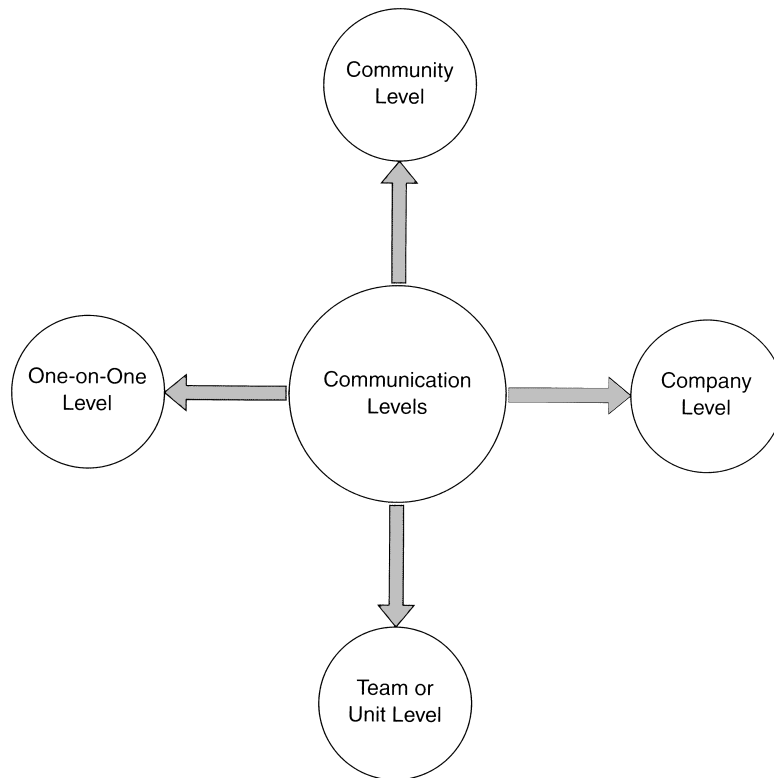 Community
Level
One-on-One
Level
Communication
Levels
Company
Level
Team or
Unit Level